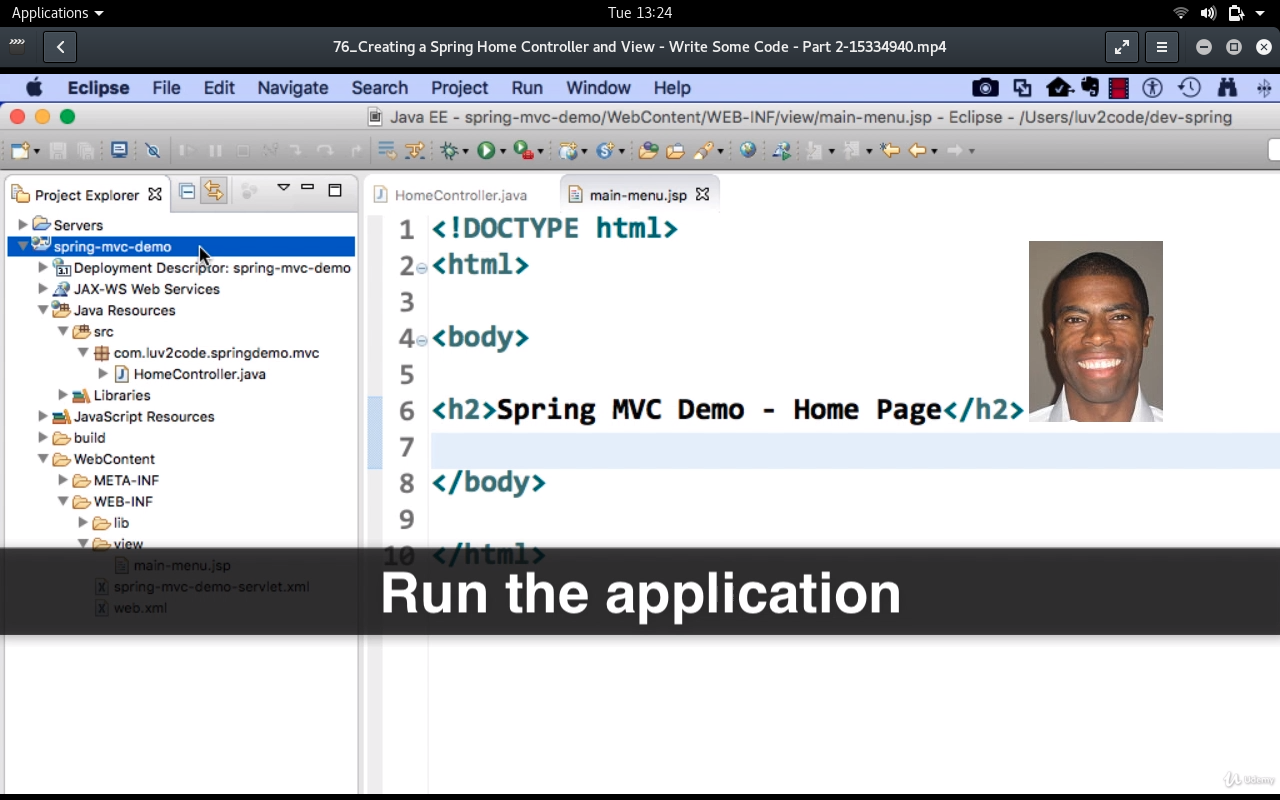 Applications
Tue 13:24
76_Creating a Spring Home Controller and View - Write Some Code - Part 2-15334940.mp4
Eclipse File Edit Navigate Search Project Run Window Help
Java EE - spring-mvc-demo/WebContent/WEB-INF/view/main-menu.jsp - Eclipse - /Users/luv2code/dev-spring
Project Explorer
HomeController.java
main-menu.jsp
Servers
spring-mvc-demo
Deployment Descriptor: spring-mvc-demo
JAX-WS Web Services
Java Resources
src
com.luv2code.springdemo.mvc
HomeController.java
Libraries
JavaScript Resources
build
WebContent
META-INF
WEB-INF
lib
view
main-menu.jsp
spring-mvc-demo-servlet.xml
web.xml
1 <!DOCTYPE html>
2 <html>
3
4 <body>
5
6 <h2>Spring MVC Demo - Home Page</h2>
7
8 </body>
9
10 </html>
Run the application
Udemy